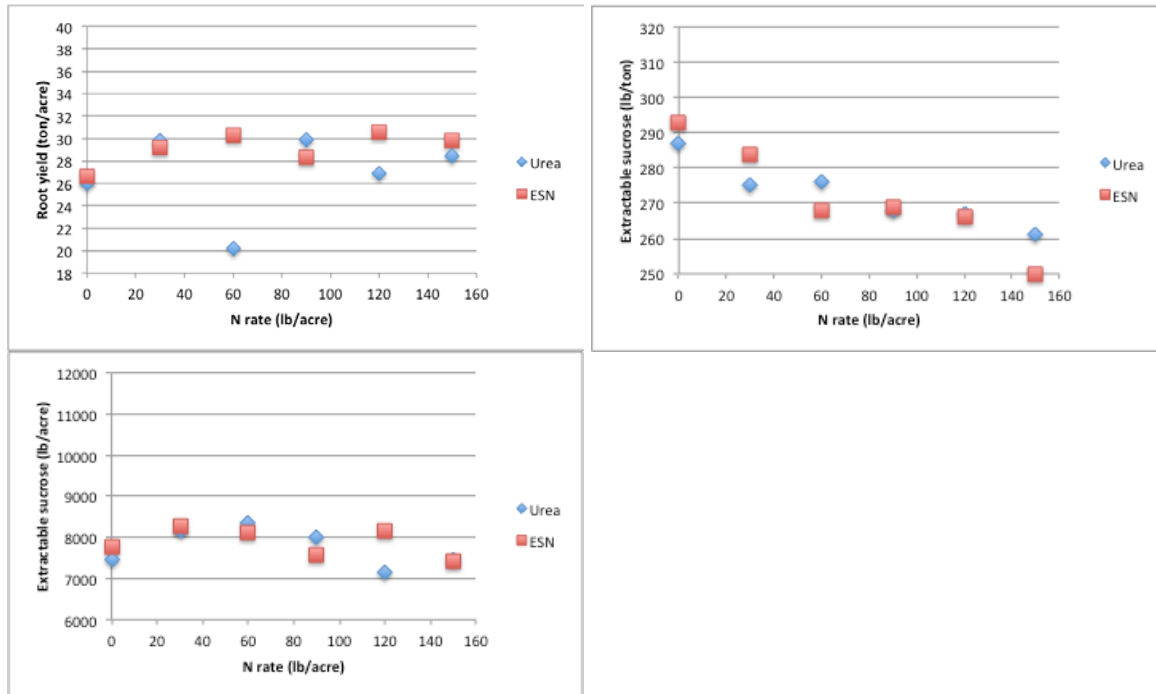 40
38
36
34
32
30
28
26
24
22
20
18
Root yield (ton/acre)
0 20 40 60 80 100 120 140 160
N rate (lb/acre)
Urea
ESN
320
310
300
290
280
270
260
250
Extractable sucrose (lb/ton)
0 20 40 60 80 100 120 140 160
N rate (lb/acre)
Urea
ESN
12000
11000
10000
9000
8000
7000
6000
Extractable sucrose (lb/acre)
0 20 40 60 80 100 120 140 160
N rate (lb/acre)
Urea
ESN